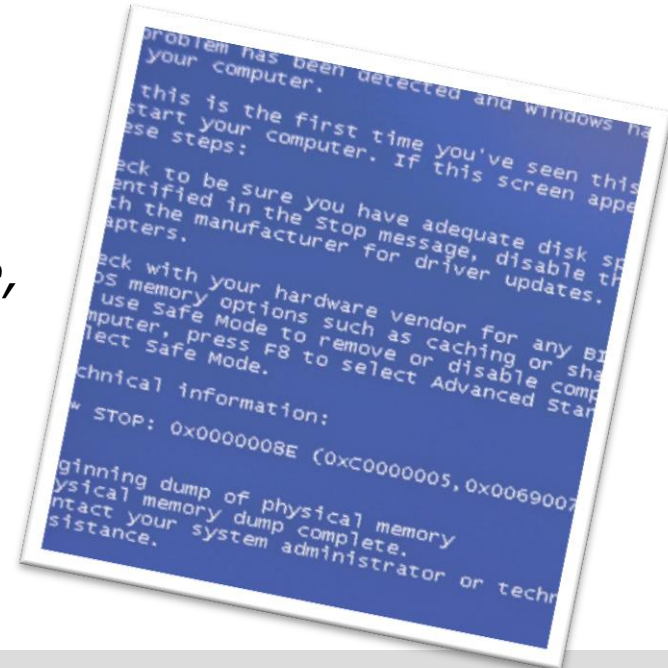 problem has been detected and windows ha
your computer.
this is the first time you've seen this
start your computer. If this screen appe
ese steps:
eck to be sure you have adequate disk sp
entified in the Stop message, disable th
th the manufacturer for driver updates.
apters.
eck with your hardware vendor for any BI
OS memory options such as caching or sha
use Safe Mode to remove or disable comp
mputer, press F8 to select Advanced Star
lect Safe Mode.
chnical information:
* STOP: 0x0000008E (0xC0000005,0x0069007
ginning dump of physical memory
ysical memory dump complete.
ntact your system administrator or techn
sistance.